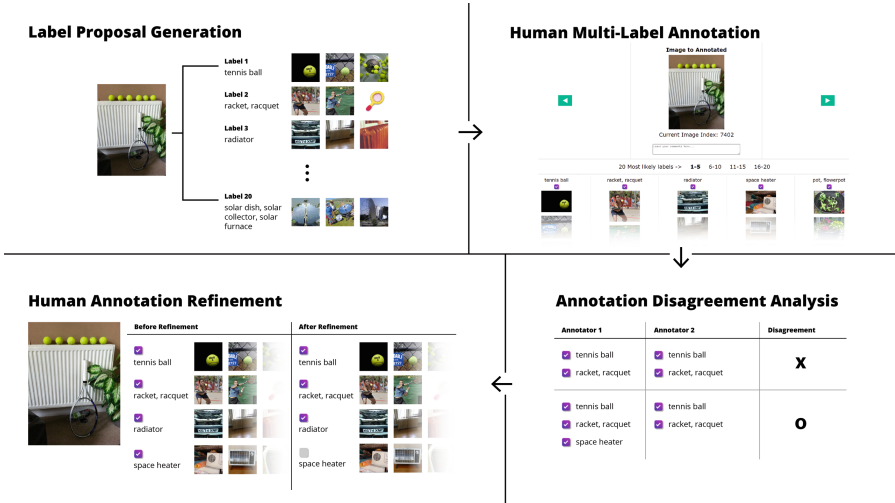 Label Proposal Generation
Label 1
tennis ball
Label 2
racket, racquet
Label 3
radiator
Label 20
solar dish, solar
collector, solar
furnace
Human Multi-Label Annotation
Image to Annotated
Current Image Index: 7402
20 Most likely labels -> 1-5 6-10 11-15 16-20
tennis ball racket, racquet radiator space heater pot, flowerpot
Human Annotation Refinement
Before Refinement After Refinement
tennis ball tennis ball
racket, racquet racket, racquet
radiator radiator
space heater space heater
Annotation Disagreement Analysis
Annotator 1 Annotator 2 Disagreement
tennis ball tennis ball
racket, racquet racket, racquet
X
tennis ball tennis ball
racket, racquet racket, racquet
space heater
O